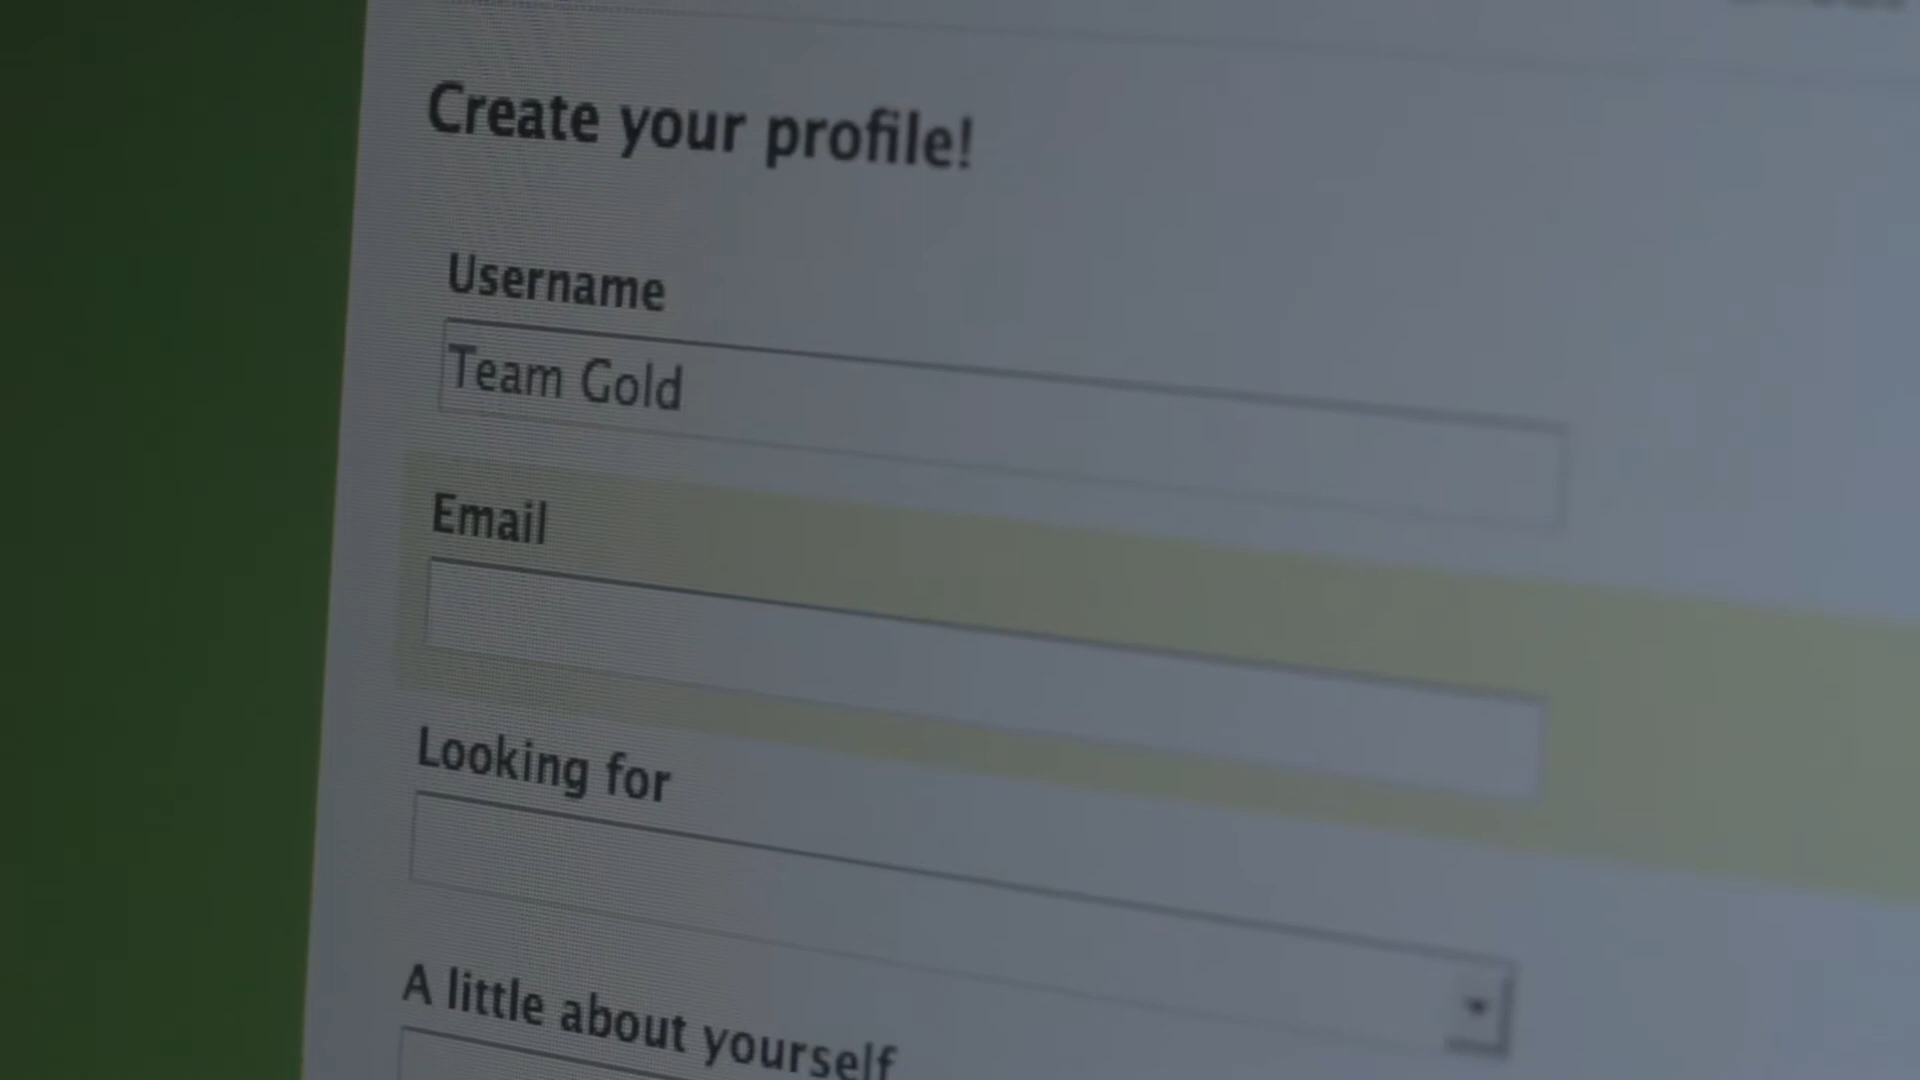 Create your profile!
Username
Team Gold
Email
Looking for
A little about yourself